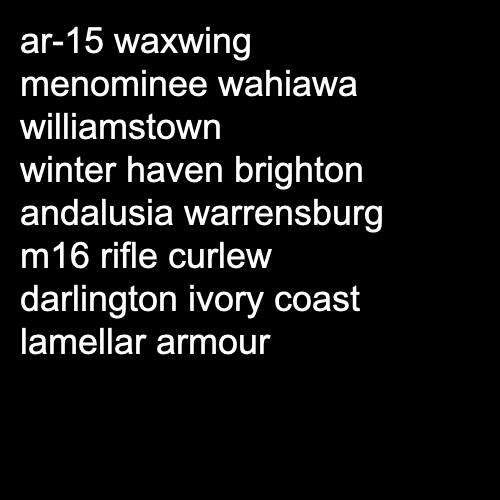 ar-15 waxwing
menominee wahiawa
williamstown
winter haven brighton
andalusia warrensburg
m16 rifle curlew
darlington ivory coast
lamellar armour